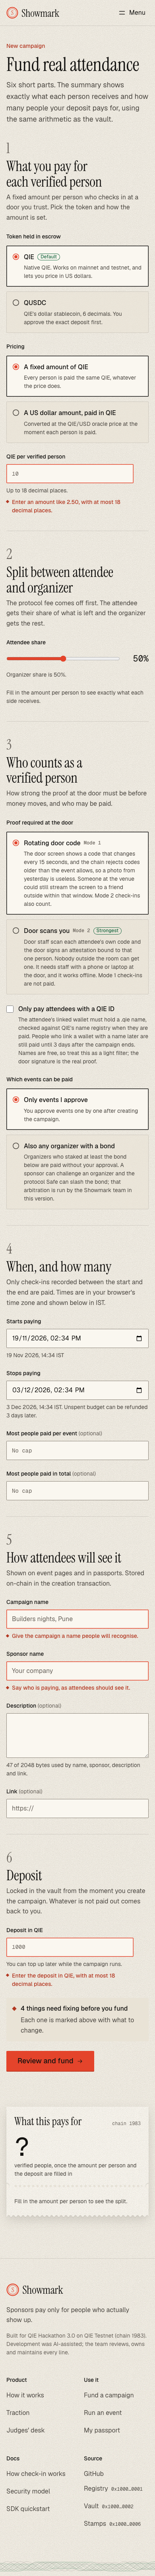 Showmark
Menu
New campaign
Fund real attendance
Six short parts. The summary shows
exactly what each person receives and how
many people your deposit pays for, using
the same arithmetic as the vault.
1
What you pay for
each verified person
A fixed amount per person who checks in at a
door you trust. Pick the token and how the
amount is set.
Token held in escrow
QIE Default
Native QIE. Works on mainnet and testnet, and
lets you price in US dollars.
QUSDC
QIE's dollar stablecoin, 6 decimals. You
approve the exact deposit first.
Pricing
A fixed amount of QIE
Every person is paid the same QIE, whatever
the price does.
A US dollar amount, paid in QIE
Converted at the QIE/USD oracle price at the
moment each person is paid.
QIE per verified person
10
Up to 18 decimal places.
Enter an amount like 2.50, with at most 18
decimal places.
2
Split between attendee
and organizer
The protocol fee comes off first. The attendee
gets their share of what is left and the organizer
gets the rest.
Attendee share
50%
Organizer share is 50%.
Fill in the amount per person to see exactly what each
side receives.
3
Who counts as a
verified person
How strong the proof at the door must be before
money moves, and who may be paid.
Proof required at the door
Rotating door code Mode 1
The door screen shows a code that changes
every 15 seconds, and the chain rejects codes
older than the event allows, so a photo from
yesterday is useless. Someone at the venue
could still stream the screen to a friend
outside within that window. Mode 2 check-ins
also count.
Door scans you Mode 2 Strongest
Door staff scan each attendee's own code and
the door signs an attestation bound to that
one person. Nobody outside the venue can get
one. It needs staff with a phone or laptop at
the door, and it works offline. Mode 1 check-ins
are not paid.
Only pay attendees with a QIE ID
The attendee's linked wallet must own a .qie name,
checked against QIE's name registry when they are
paid. People who check in with a wallet without a name are
held until 3 days after the campaign ends.
Names are free, so treat this as a light filter; the
door signature is the real proof.
Which events can be paid
Only events I approve
You approve events one by one after creating
the campaign.
Also any organizer with a bond
Organizers who staked at least the bond
below are paid without your approval. A
sponsor can challenge an organizer and the
protocol Safe can slash the bond; that
arbitration is run by the Showmark team in
this version.
4
When, and how many
Only check-ins recorded between the start and
the end are paid. Times are in your browser's
time zone and shown below in IST.
Starts paying
19/11/2026, 02:34 PM
19 Nov 2026, 14:34 IST
Stops paying
03/12/2026, 02:34 PM
3 Dec 2026, 14:34 IST. Unspent budget can be refunded
3 days later.
Most people paid per event (optional)
No cap
Most people paid in total (optional)
No cap
5
How attendees will see it
Shown on event pages and in passports. Stored
on-chain in the creation transaction.
Campaign name
Builders nights, Pune
Give the campaign a name people will recognise.
Sponsor name
Your company
Say who is paying, as attendees should see it.
Description (optional)
47 of 2048 bytes used by name, sponsor, description
and link.
Link (optional)
https://
6
Deposit
Locked in the vault from the moment you create
the campaign. Whatever is not paid out comes
back to you.
Deposit in QIE
1000
You can top up later while the campaign runs.
Enter the deposit in QIE, with at most 18
decimal places.
4 things need fixing before you fund
Each one is marked above with what to
change.
Review and fund →
What this pays for
chain 1983
?
verified people, once the amount per person and
the deposit are filled in
Fill in the amount per person to see the split.
Showmark
Sponsors pay only for people who actually
show up.
Built for QIE Hackathon 3.0 on QIE Testnet (chain 1983).
Development was AI-assisted; the team reviews, owns
and maintains every line.
Product
Use it
How it works
Fund a campaign
Traction
Run an event
Judges' desk
My passport
Docs
Source
How check-in works
GitHub
Security model
Registry
SDK quickstart
Vault
Stamps